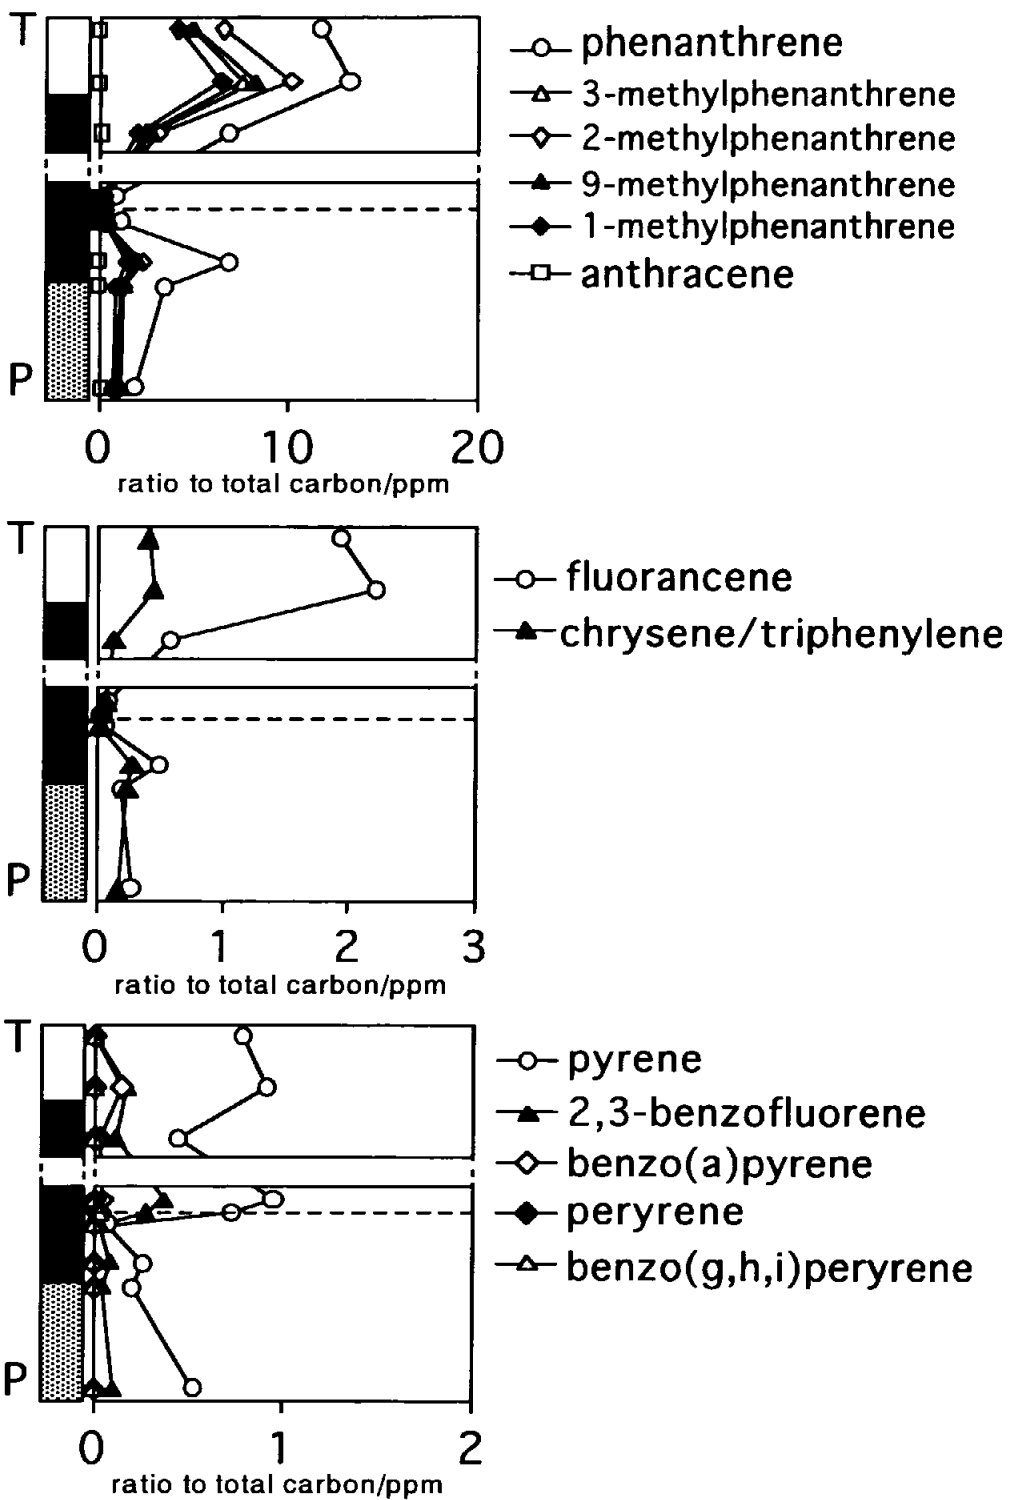 T
phenanthrene
3-methylphenanthrene
2-methylphenanthrene
9-methylphenanthrene
1-methylphenanthrene
anthracene
P
0 10 20
ratio to total carbon/ppm
T
fluorancene
chrysene/triphenylene
P
0 1 2 3
ratio to total carbon/ppm
T
pyrene
2,3-benzofluorene
benzo(a)pyrene
peryrene
benzo(g,h,i)peryrene
P
0 1 2
ratio to total carbon/ppm